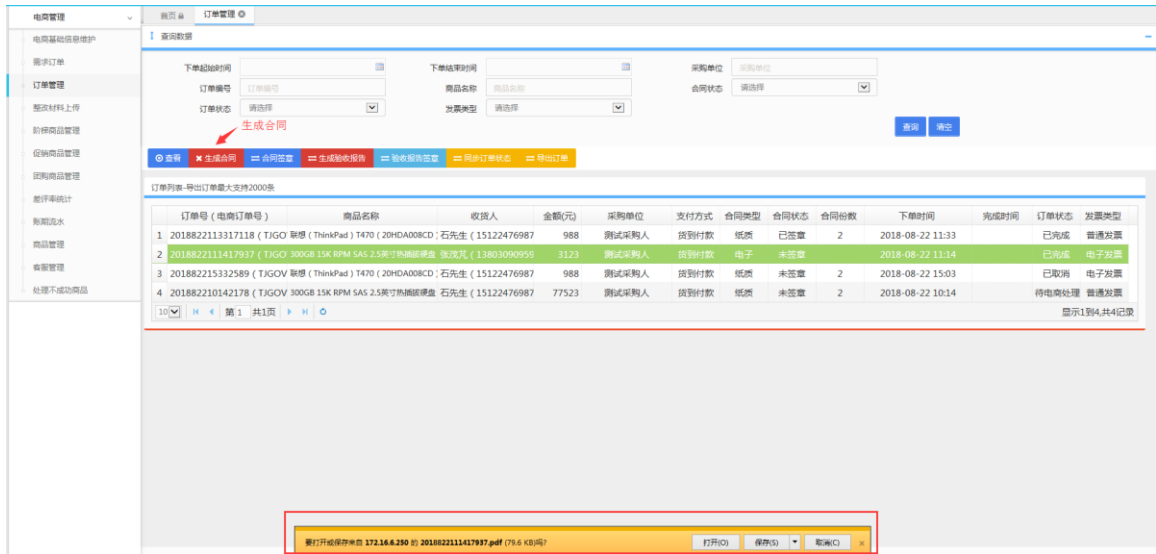 电商管理
首页 订单管理
电商基础信息维护
需求订单
订单管理
整改材料上传
阶梯商品管理
促销商品管理
团购商品管理
差评率统计
账期流水
商品管理
客服管理
处理不成功商品
查询数据
下单起始时间 下单结束时间 采购单位 采购单位
订单编号 订单编号 商品名称 商品名称 合同状态 请选择
订单状态 请选择 发票类型 请选择
生成合同
查询 清空
查看 生成合同 合同签章 生成验收报告 验收报告签章 同步订单状态 导出订单
订单列表-导出订单最大支持2000条
订单号 ( 电商订单号 ) 商品名称 收货人 金额(元) 采购单位 支付方式 合同类型 合同状态 合同份数 下单时间 完成时间 订单状态 发票类型
1 2018822113317118 ( TJGO 联想 ( ThinkPad ) T470 ( 20HDA008CD 石先生 ( 15122476987 988 测试采购人 货到付款 纸质 已签章 2 2018-08-22 11:33 已完成 普通发票
2 2018822111417937 ( TJGO 300GB 15K RPM SAS 2.5英寸热插拔硬盘 张茂芃 ( 13803090959 3123 测试采购人 货到付款 电子 未签章 2018-08-22 11:14 已完成 电子发票
3 201882215332589 ( TJGOV 联想 ( ThinkPad ) T470 ( 20HDA008CD 石先生 ( 15122476987 988 测试采购人 货到付款 纸质 未签章 2 2018-08-22 15:03 已取消 电子发票
4 201882210142178 ( TJGOV 300GB 15K RPM SAS 2.5英寸热插拔硬盘 石先生 ( 15122476987 77523 测试采购人 货到付款 纸质 未签章 2 2018-08-22 10:14 待电商处理 普通发票
10 第 1 共1页 显示1到4,共4记录
要打开或保存来自 172.16.6.250 的 2018822111417937.pdf (79.6 KB)吗?
打开(O) 保存(S) 取消(C) ×